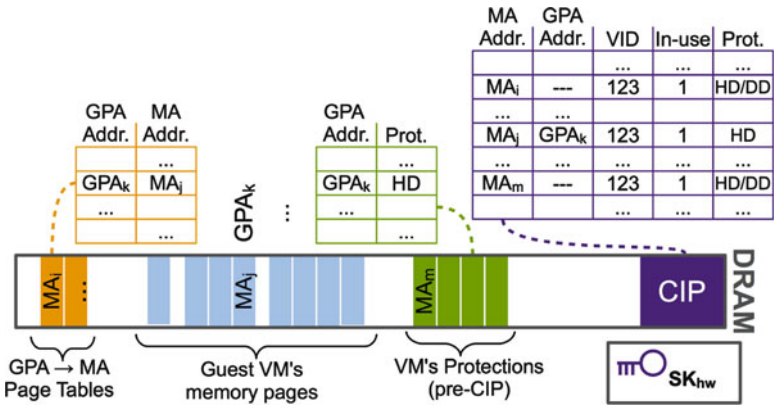 MA Addr. GPA Addr. VID In-use Prot.
... ... ...
MAᵢ --- 123 1 HD/DD
... ...
MAⱼ GPAₖ 123 1 HD
... ... ...
MAₘ --- 123 1 HD/DD
... ... ...
GPA Addr. MA Addr.
...
GPAₖ MAⱼ
...
...
GPAₖ
...
GPA Addr. Prot.
...
GPAₖ HD
...
...
MAᵢ ... MAⱼ MAₘ CIP
DRAM
GPA → MA
Page Tables
Guest VM's
memory pages
VM's Protections
(pre-CIP)
SKₕw